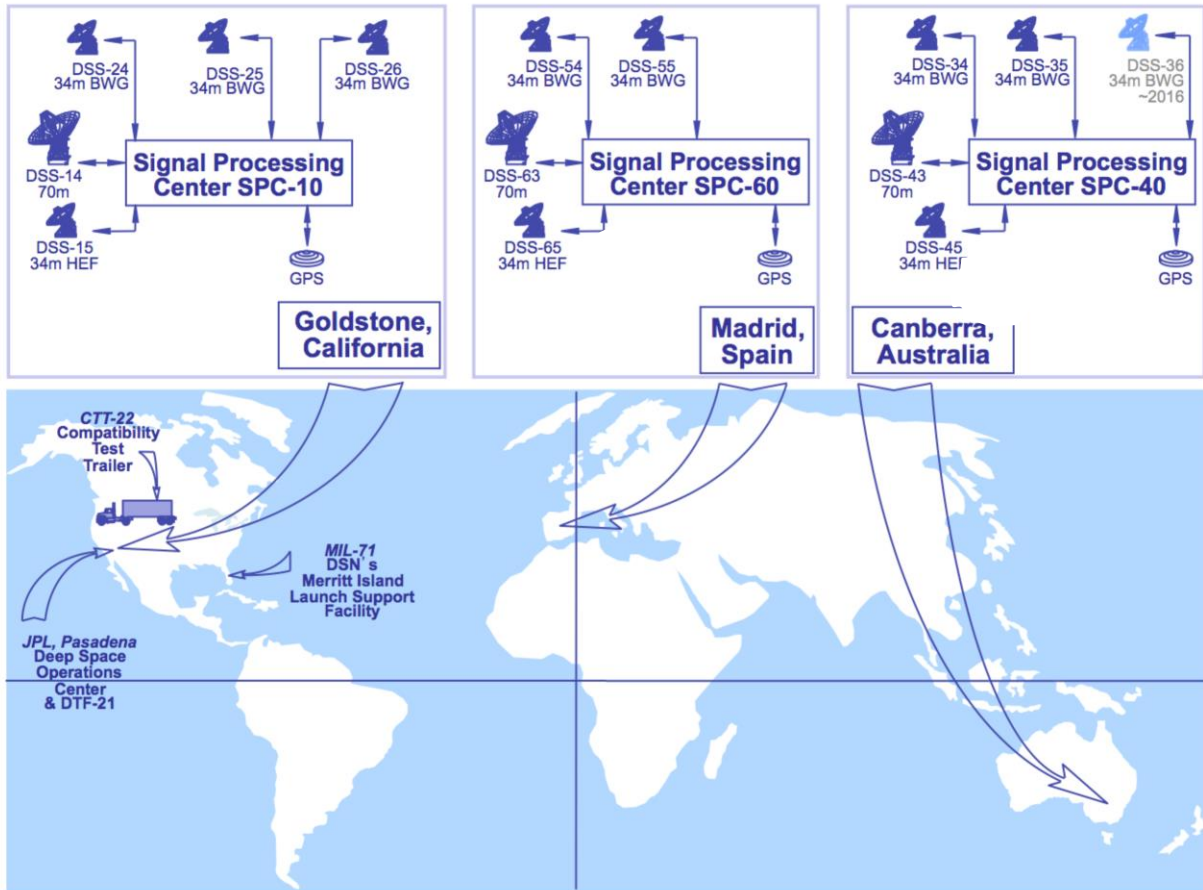 DSS-24
34m BWG
DSS-25
34m BWG
DSS-26
34m BWG
DSS-14
70m
Signal Processing
Center SPC-10
DSS-15
34m HEF
GPS
Goldstone,
California
DSS-54
34m BWG
DSS-55
34m BWG
DSS-63
70m
Signal Processing
Center SPC-60
DSS-65
34m HEF
GPS
Madrid,
Spain
DSS-34
34m BWG
DSS-35
34m BWG
DSS-36
34m BWG
~2016
DSS-43
70m
Signal Processing
Center SPC-40
DSS-45
34m HEF
GPS
Canberra,
Australia
CTT-22
Compatibility
Test
Trailer
MIL-71
DSN`s
Merritt Island
Launch Support
Facility
JPL, Pasadena
Deep Space
Operations
Center
& DTF-21